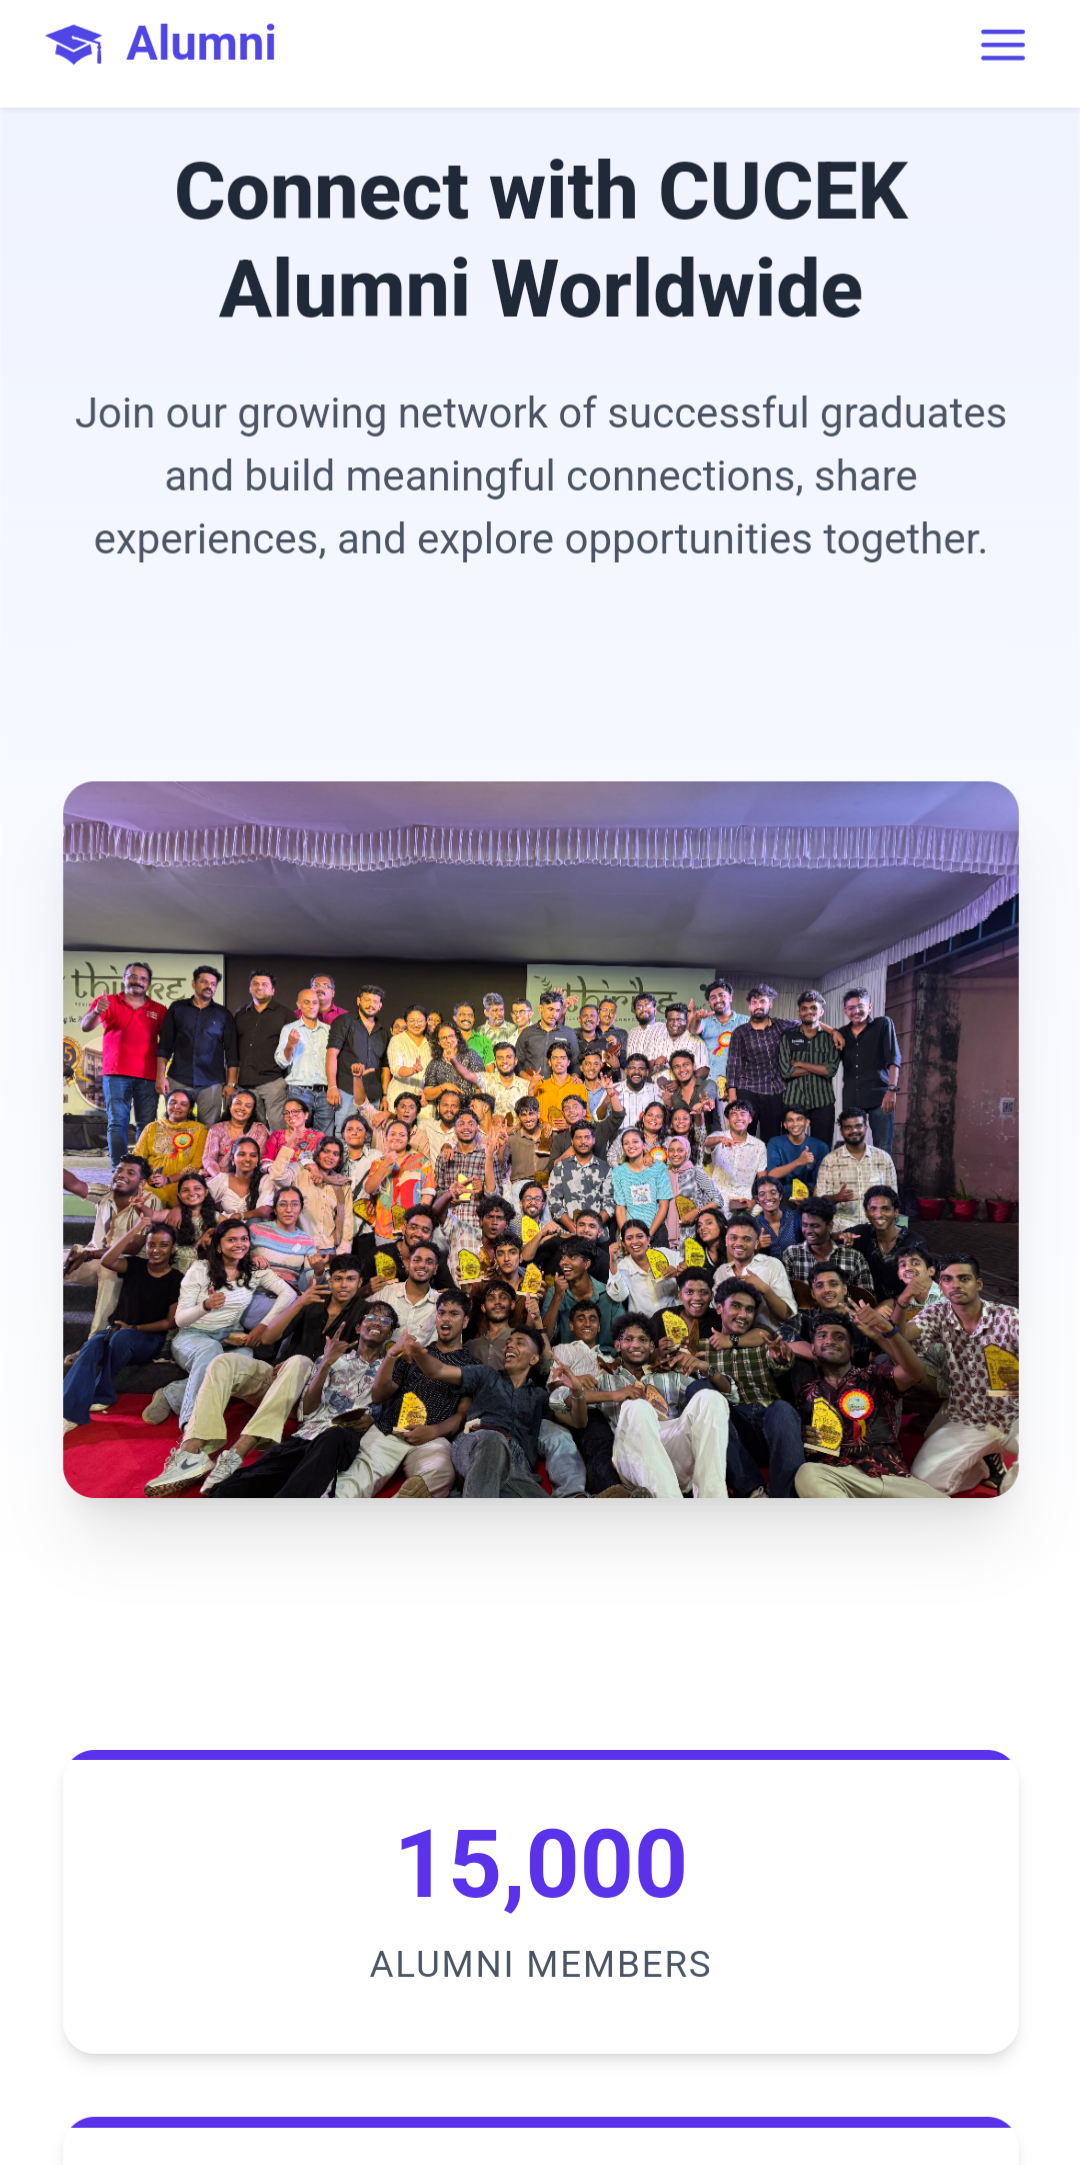 Alumni
Connect with CUCEK
Alumni Worldwide
Join our growing network of successful graduates
and build meaningful connections, share
experiences, and explore opportunities together.
15,000
ALUMNI MEMBERS